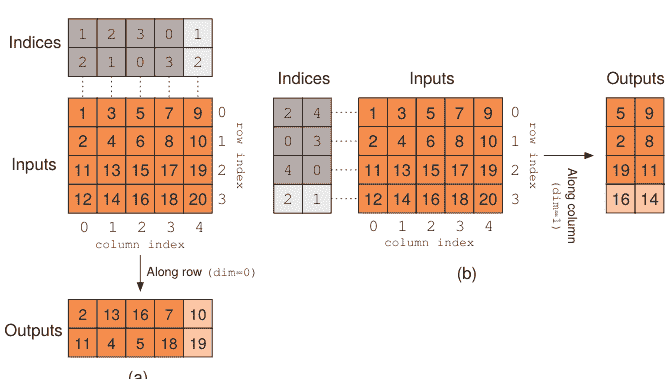 Indices
1 2 3 0 1
2 1 0 3 2
Inputs
1 3 5 7 9 0
2 4 6 8 10 1
11 13 15 17 19 2
12 14 16 18 20 3
row index
0 1 2 3 4
column index
Along row (dim=0)
Outputs
2 13 16 7 10
11 4 5 18 19
(a)
Indices
2 4
0 3
4 0
2 1
Inputs
1 3 5 7 9 0
2 4 6 8 10 1
11 13 15 17 19 2
12 14 16 18 20 3
row index
0 1 2 3 4
column index
Along column
(dim=1)
Outputs
5 9
2 8
19 11
16 14
(b)